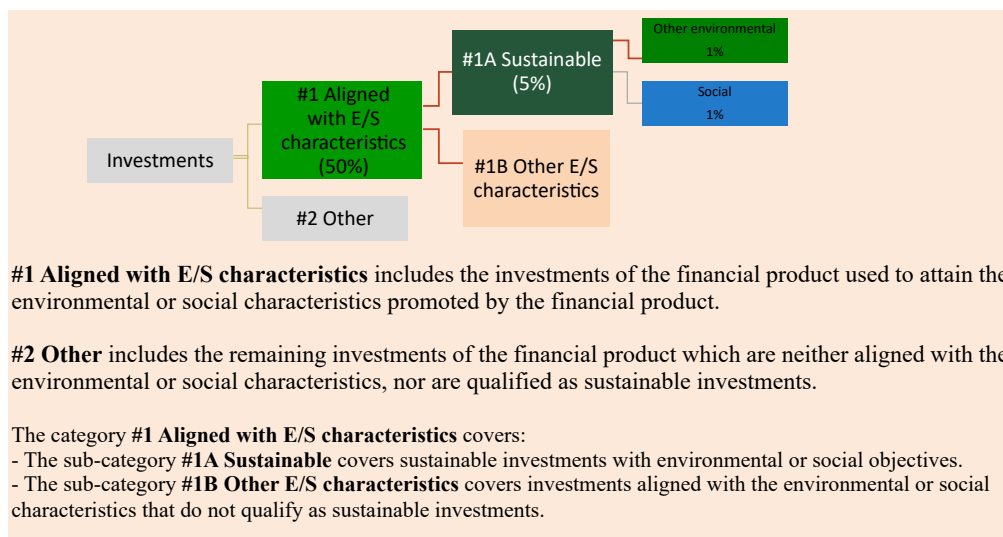 Other environmental
1%
#1A Sustainable
(5%)
Social
1%
#1 Aligned
with E/S
characteristics
(50%)
Investments
#1B Other E/S
characteristics
#2 Other
#1 Aligned with E/S characteristics includes the investments of the financial product used to attain the
environmental or social characteristics promoted by the financial product.
#2 Other includes the remaining investments of the financial product which are neither aligned with the
environmental or social characteristics, nor are qualified as sustainable investments.
The category #1 Aligned with E/S characteristics covers:
- The sub-category #1A Sustainable covers sustainable investments with environmental or social objectives.
- The sub-category #1B Other E/S characteristics covers investments aligned with the environmental or social
characteristics that do not qualify as sustainable investments.